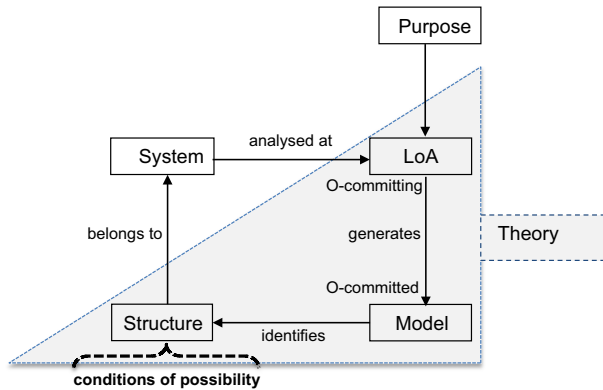 Purpose
analysed at
System
LoA
O-committing
belongs to
generates
Theory
O-committed
Structure
identifies
Model
conditions of possibility